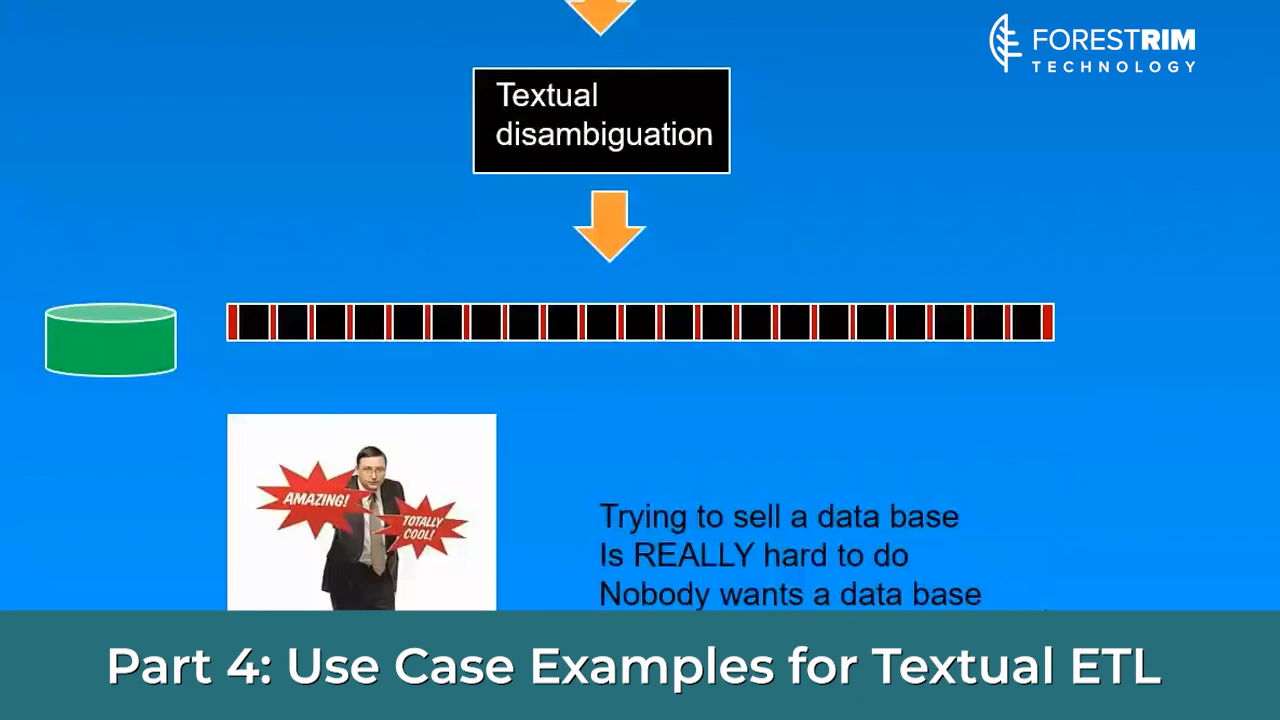 FORESTRIM
TECHNOLOGY
Textual
disambiguation
AMAZING!
TOTALLY
COOL!
Trying to sell a data base
Is REALLY hard to do
Nobody wants a data base
Part 4: Use Case Examples for Textual ETL